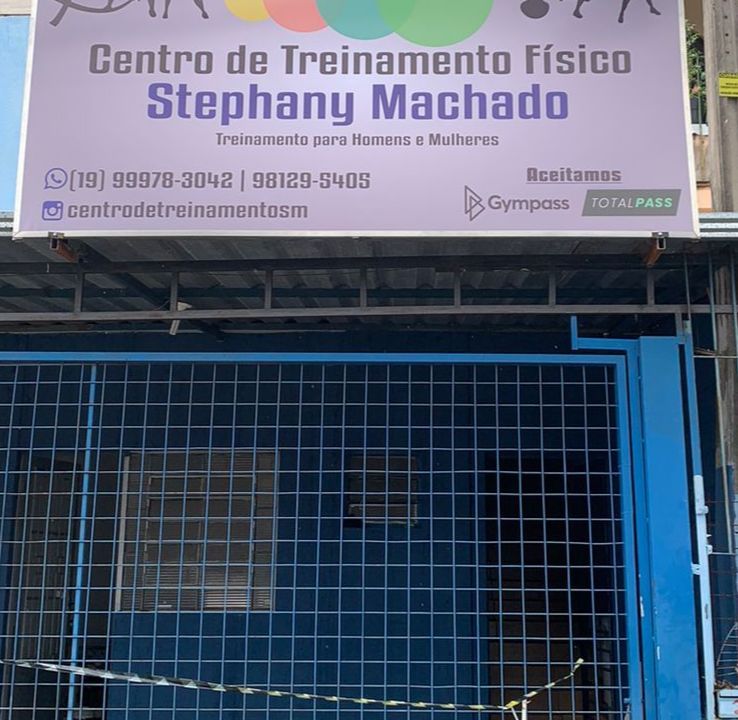 Centro de Treinamento Físico
Stephany Machado
Treinamento para Homens e Mulheres
(19) 99978-3042 | 98129-5405
centrodetreinamentosm
Aceitamos
Gympass TOTALPASS